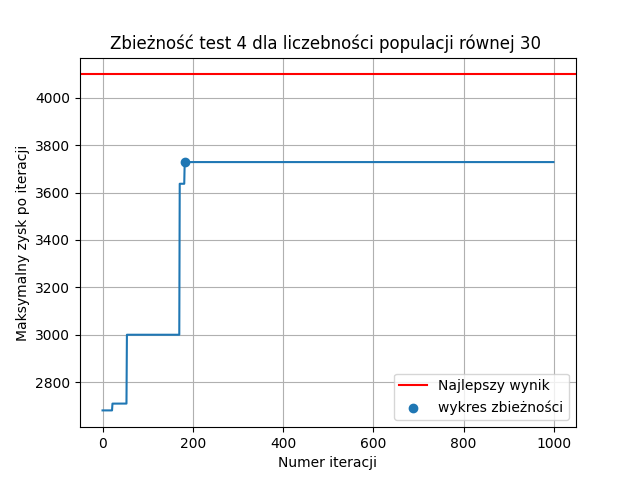 Zbieżność test 4 dla liczebności populacji równej 30
Maksymalny zysk po iteracji
4000
3800
3600
3400
3200
3000
2800
0 200 400 600 800 1000
Numer iteracji
Najlepszy wynik
wykres zbieżności